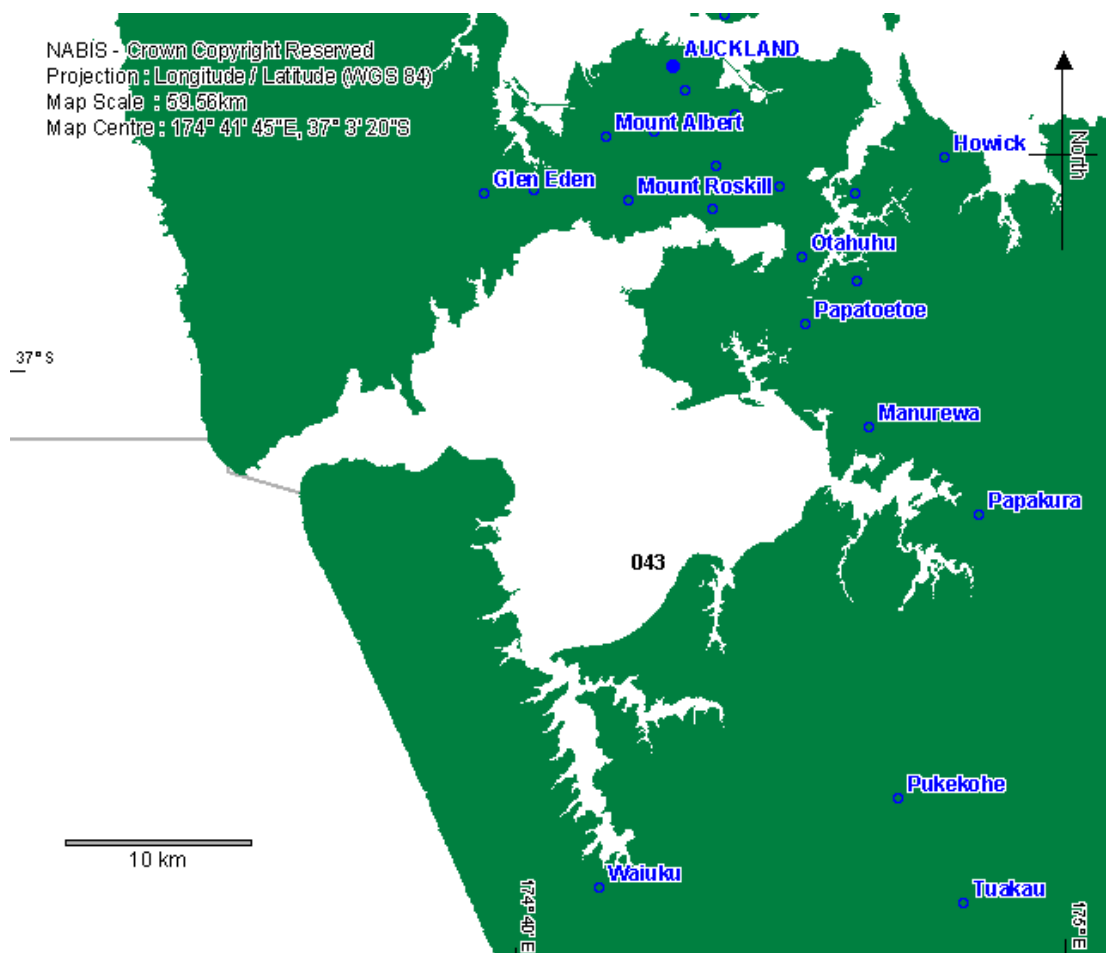 NABIS - Crown Copyright Reserved
Projection : Longitude / Latitude (WGS 84)
Map Scale : 59.56km
Map Centre : 174° 41' 45"E, 37° 3' 20"S
AUCKLAND
Mount Albert
Howick
North
Glen Eden
Mount Roskill
Otahuhu
Papatoetoe
37° S
Manurewa
Papakura
043
Pukekohe
10 km
Waiuku
Tuakau
174° 40' E
175° E